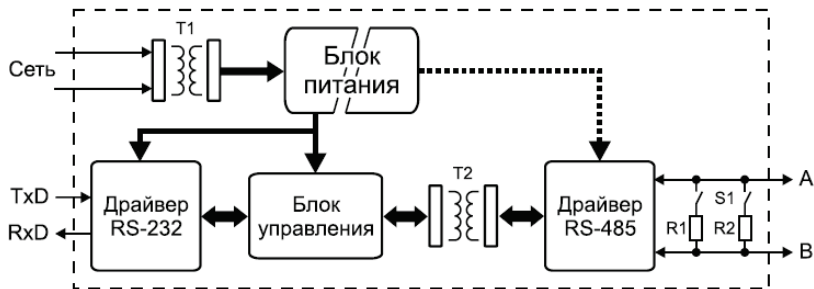 T1
Сеть
Блок
питания
T2
TxD
RxD
Драйвер
RS-232
Блок
управления
Драйвер
RS-485
A
S1
R1
R2
B